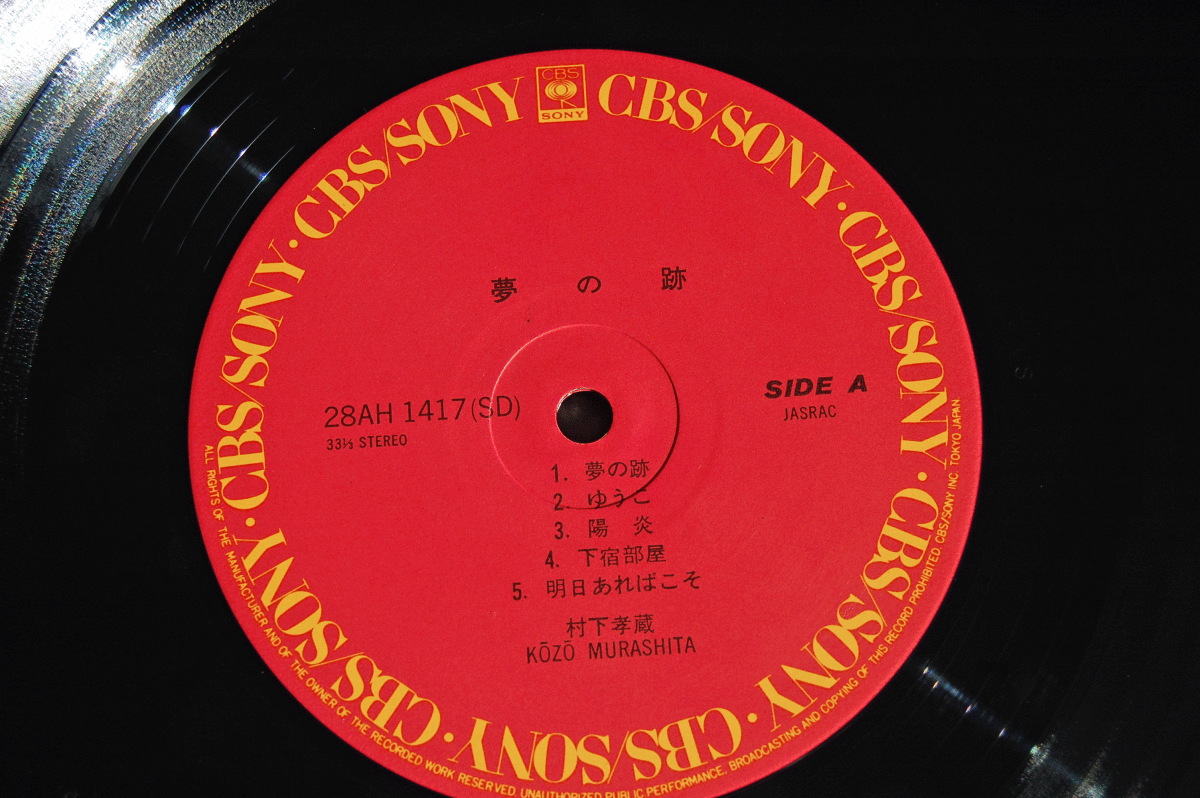 CBS
SONY
CBS/SONY · CBS/SONY · CBS/SONY · CBS/SONY · CBS/SONY · CBS/SONY · CBS/SONY · CBS/SONY · CBS/SONY
夢の跡
28AH 1417(SD)
33⅓ STEREO
SIDE A
JASRAC
1. 夢の跡
2. ゆうこ
3. 陽炎
4. 下宿部屋
5. 明日あればこそ
村下孝蔵
KŌZŌ MURASHITA
ALL RIGHTS OF THE MANUFACTURER AND OF THE OWNER OF THE RECORDED WORK RESERVED. UNAUTHORIZED PUBLIC PERFORMANCE, BROADCASTING AND COPYING OF THIS RECORD PROHIBITED. CBS/SONY INC. TOKYO JAPAN.